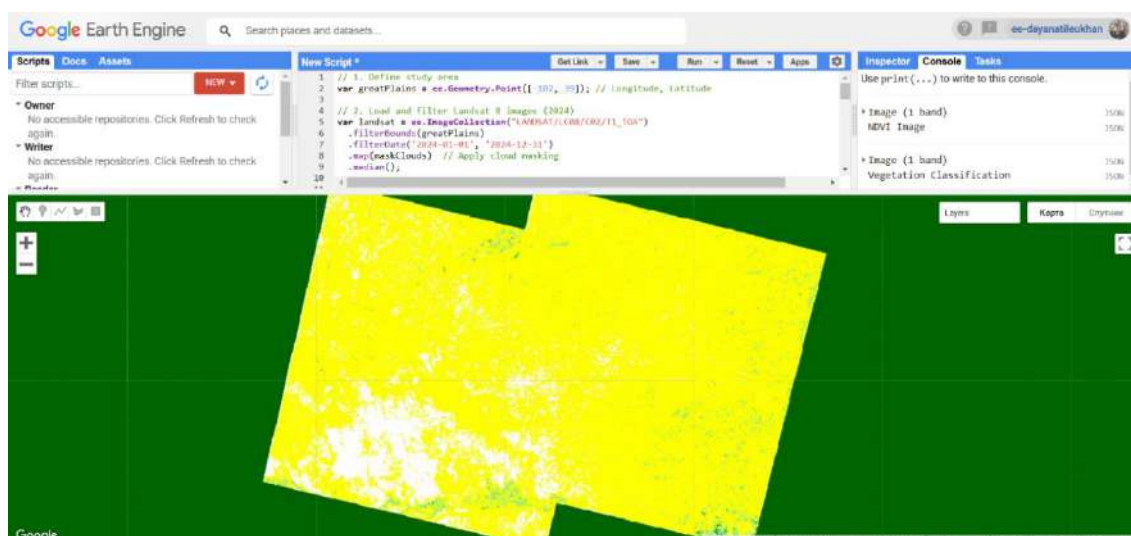 Google Earth Engine
Search places and datasets...
ee-dayanatileukhan
Scripts Docs Assets
Filter scripts...
NEW
Owner
No accessible repositories. Click Refresh to check
again.
Writer
No accessible repositories. Click Refresh to check
again.
New Script *
Get Link Save Run Reset Apps
1 // 1. Define study area
2 var greatPlains = ee.Geometry.Point([-102, 39]); // Longitude, Latitude
3
4 // 2. Load and filter Landsat 8 images (2024)
5 var landsat = ee.ImageCollection("LANDSAT/LC08/C02/T1_TOA")
6 .filterBounds(greatPlains)
7 .filterDate('2024-01-01', '2024-12-31')
8 .map(maskClouds) // Apply cloud masking
9 .median();
10
Inspector Console Tasks
Use print(...) to write to this console.
Image (1 band) JSON
NDVI Image JSON
Image (1 band) JSON
Vegetation Classification JSON
Layers
Карта Спутник
Google